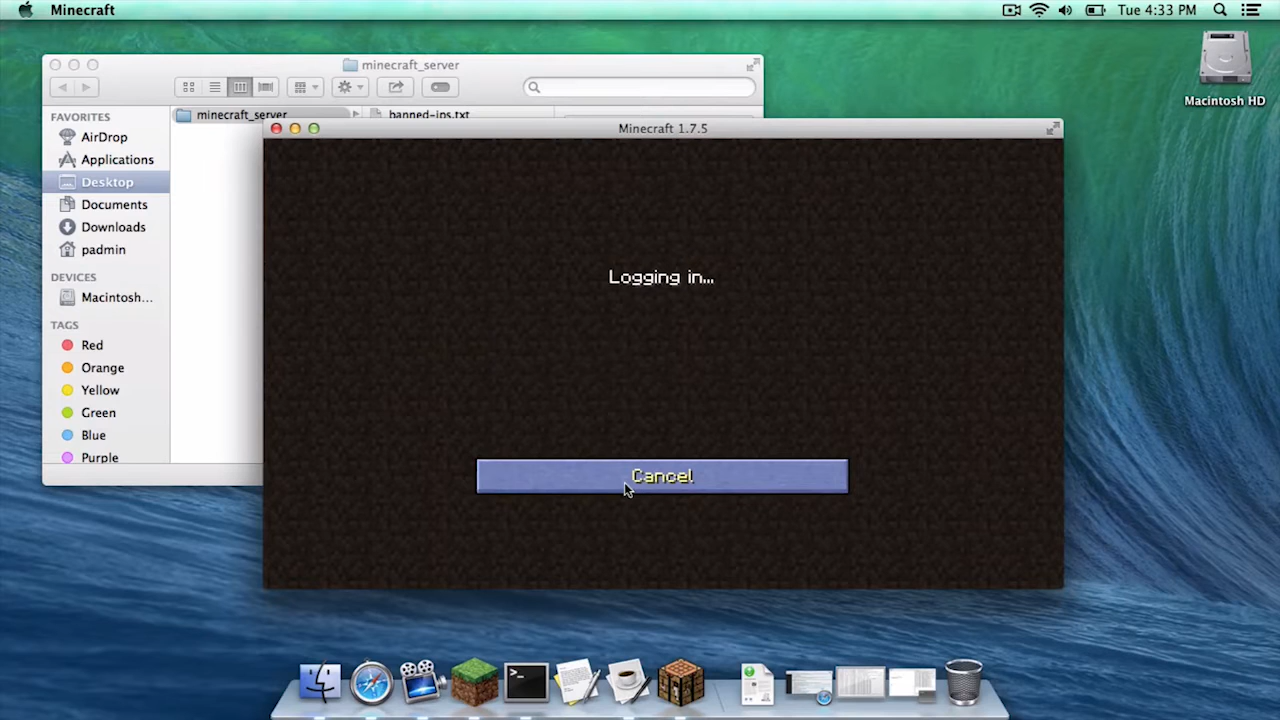 Minecraft
Tue 4:33 PM
Macintosh HD
minecraft_server
FAVORITES
AirDrop
Applications
Desktop
Documents
Downloads
padmin
DEVICES
Macintosh...
TAGS
Red
Orange
Yellow
Green
Blue
Purple
minecraft_server
banned-ips.txt
Minecraft 1.7.5
Logging in...
Cancel